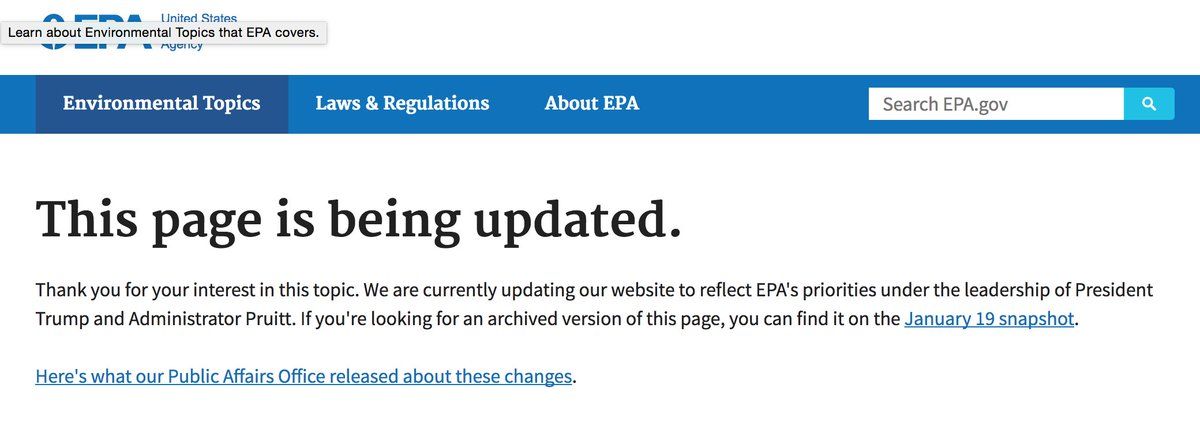 United States
Learn about Environmental Topics that EPA covers.
EPA
Agency
Environmental Topics
Laws & Regulations
About EPA
Search EPA.gov
This page is being updated.
Thank you for your interest in this topic. We are currently updating our website to reflect EPA's priorities under the leadership of President
Trump and Administrator Pruitt. If you're looking for an archived version of this page, you can find it on the January 19 snapshot.
Here's what our Public Affairs Office released about these changes.